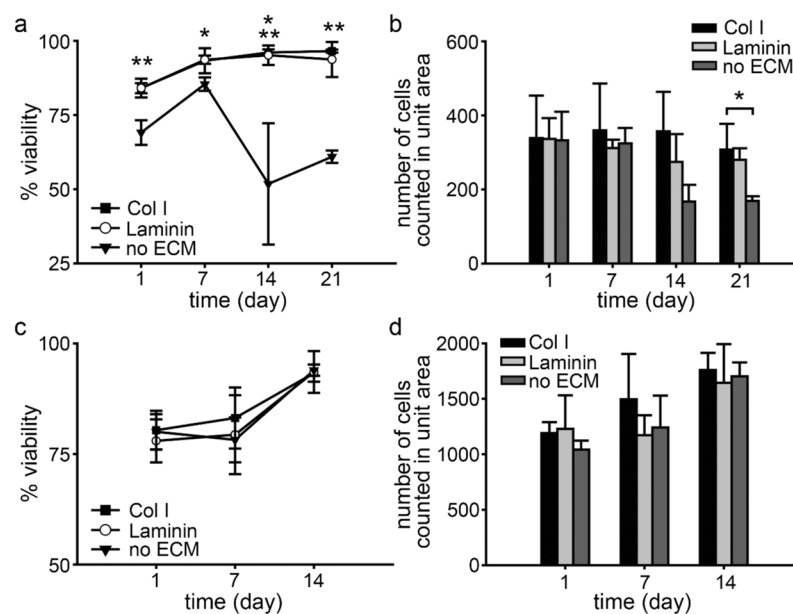 a
% viability
100
75
50
25
**
*
*
**
**
Col I
Laminin
no ECM
1 7 14 21
time (day)
b
number of cells
counted in unit area
600
400
200
0
Col I
Laminin
no ECM
*
1 7 14 21
time (day)
c
% viability
100
75
50
Col I
Laminin
no ECM
1 7 14
time (day)
d
number of cells
counted in unit area
2000
1500
1000
500
0
Col I
Laminin
no ECM
1 7 14
time (day)